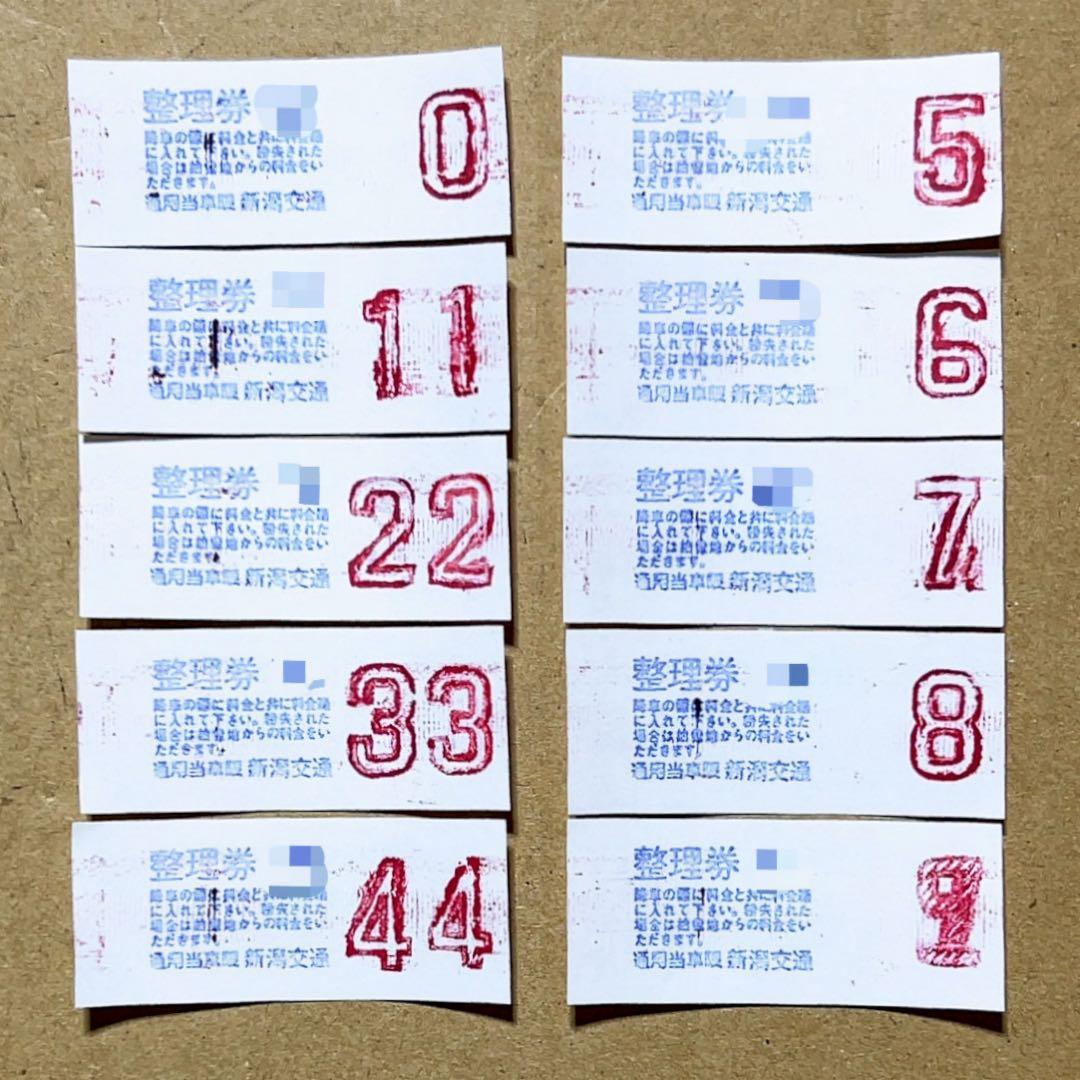 整理券 0
降車の際に料金と共に料金箱
に入れて下さい。紛失された
場合は始発地からの料金をい
ただきます。
通用当車限 新潟交通
整理券 11
降車の際に料金と共に料金箱
に入れて下さい。紛失された
場合は始発地からの料金をい
ただきます。
通用当車限 新潟交通
整理券 22
降車の際に料金と共に料金箱
に入れて下さい。紛失された
場合は始発地からの料金をい
ただきます。
通用当車限 新潟交通
整理券 33
降車の際に料金と共に料金箱
に入れて下さい。紛失された
場合は始発地からの料金をい
ただきます。
通用当車限 新潟交通
整理券 44
降車の際に料金と共に料金箱
に入れて下さい。紛失された
場合は始発地からの料金をい
ただきます。
通用当車限 新潟交通
整理券 5
降車の際に
に入れて下さい。紛失された
場合は始発地からの料金をい
ただきます。
通用当車限 新潟交通
整理券 6
降車の際に料金と共に料金箱
に入れて下さい。紛失された
場合は始発地からの料金をい
ただきます。
通用当車限 新潟交通
整理券 7
降車の際に料金と共に料金箱
に入れて下さい。紛失された
場合は始発地からの料金をい
ただきます。
通用当車限 新潟交通
整理券 8
降車の際に料金と共に料金箱
に入れて下さい。紛失された
場合は始発地からの料金をい
ただきます。
通用当車限 新潟交通
整理券 9
降車の際に料金と共に料金箱
に入れて下さい。紛失された
場合は始発地からの料金をい
ただきます。
通用当車限 新潟交通